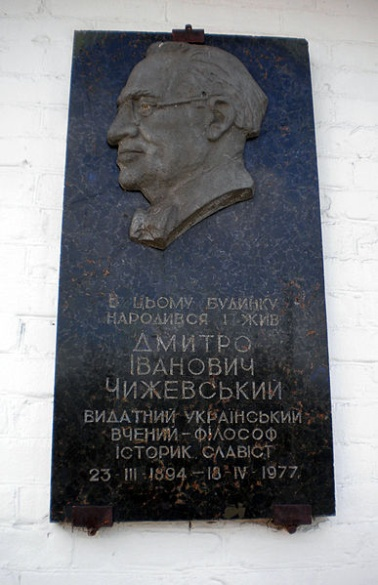 В ЦЬОМУ БУДИНКУ
НАРОДИВСЯ І ЖИВ
ДМИТРО
ІВАНОВИЧ
ЧИЖЕВСЬКИЙ
ВИДАТНИЙ УКРАЇНСЬКИЙ
ВЧЕНИЙ-ФІЛОСОФ
ІСТОРИК, СЛАВІСТ
23 III 1894 – 18 IV 1977